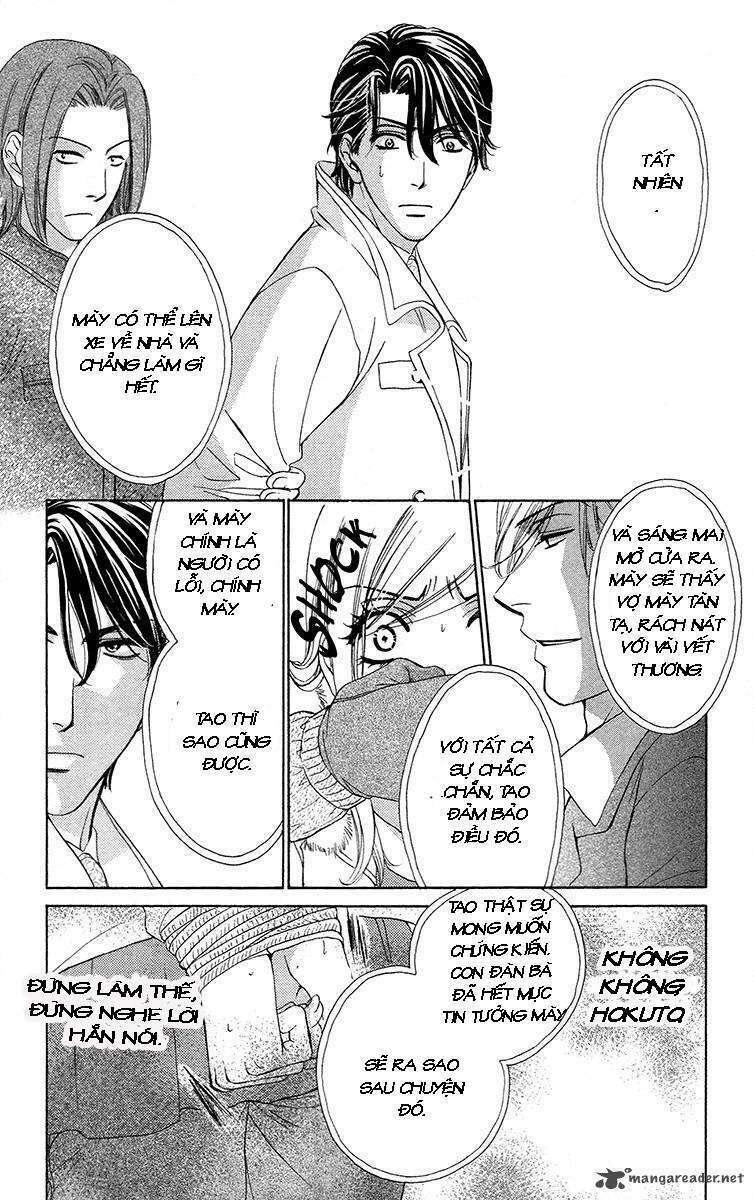 TẤT
NHIÊN
.
MÀY CÓ THỂ LÊN
XE VỀ NHÀ VÀ
CHẲNG LÀM GÌ
HẾT.
VÀ SÁNG MAI
MỞ CỬA RA.
MÀY SẼ THẤY
VỢ MÀY TÀN
TẠ, RÁCH NÁT
VỚI VÀI VẾT
THƯƠNG.
SHOCK
VỚI TẤT CẢ
SỰ CHẮC
CHẮN, TAO
ĐẢM BẢO
ĐIỀU ĐÓ.
VÀ MÀY
CHÍNH LÀ
NGƯỜI CÓ
LỖI, CHÍNH
MÀY
TAO THÌ
SAO CŨNG
ĐƯỢC.
TAO THẬT SỰ
MONG MUỐN
CHỨNG KIẾN.
CON ĐÀN BÀ
ĐÃ HẾT MỰC
TIN TƯỞNG MÀY
SẼ RA SAO
SAU CHUYỆN
ĐÓ.
KHÔNG
KHÔNG,
HOKUTO,
ĐỪNG LÀM THẾ,
ĐỪNG NGHE LỜI
HẮN NÓI.
mangareader.net